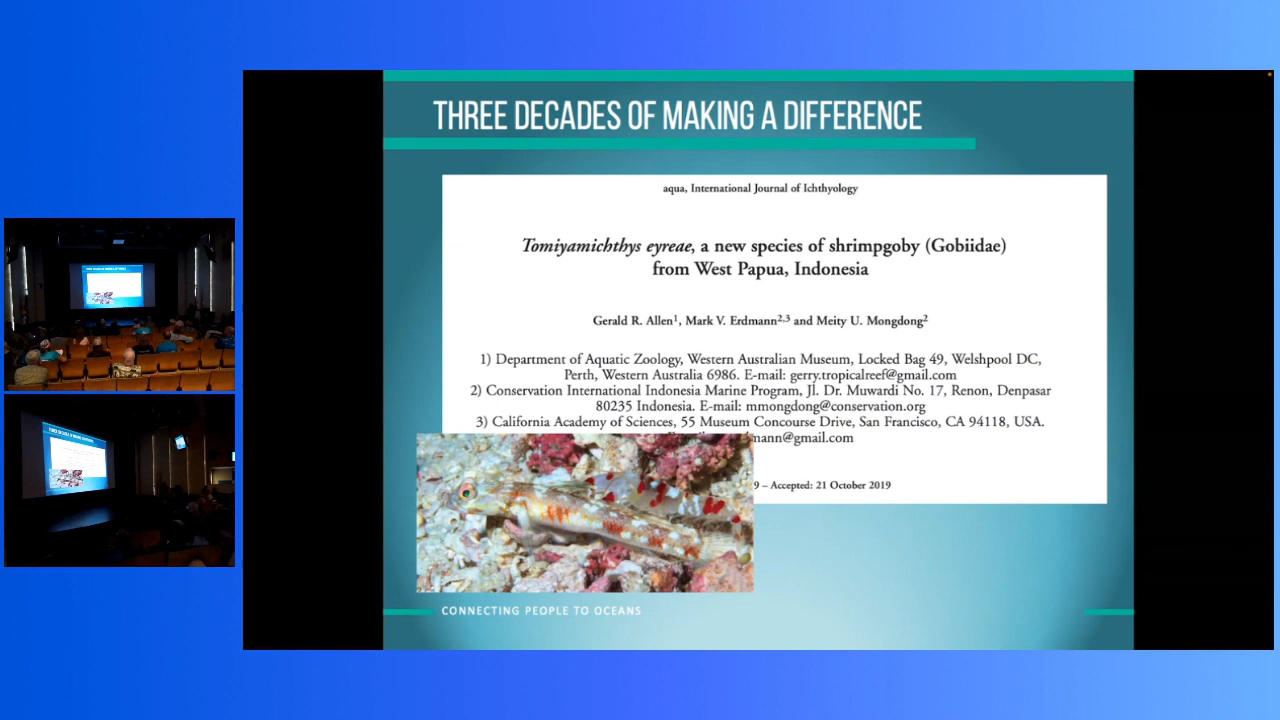 THREE DECADES OF MAKING A DIFFERENCE
aqua, International Journal of Ichthyology
Tomiyamichthys eyreae, a new species of shrimpgoby (Gobiidae)
from West Papua, Indonesia
Gerald R. Allen1, Mark V. Erdmann2,3 and Meity U. Mongdong2
1) Department of Aquatic Zoology, Western Australian Museum, Locked Bag 49, Welshpool DC,
Perth, Western Australia 6986. E-mail: gerry.tropicalreef@gmail.com
2) Conservation International Indonesia Marine Program, Jl. Dr. Muwardi No. 17, Renon, Denpasar
80235 Indonesia. E-mail: mmongdong@conservation.org
3) California Academy of Sciences, 55 Museum Concourse Drive, San Francisco, CA 94118, USA.
mann@gmail.com
9 – Accepted: 21 October 2019
CONNECTING PEOPLE TO OCEANS